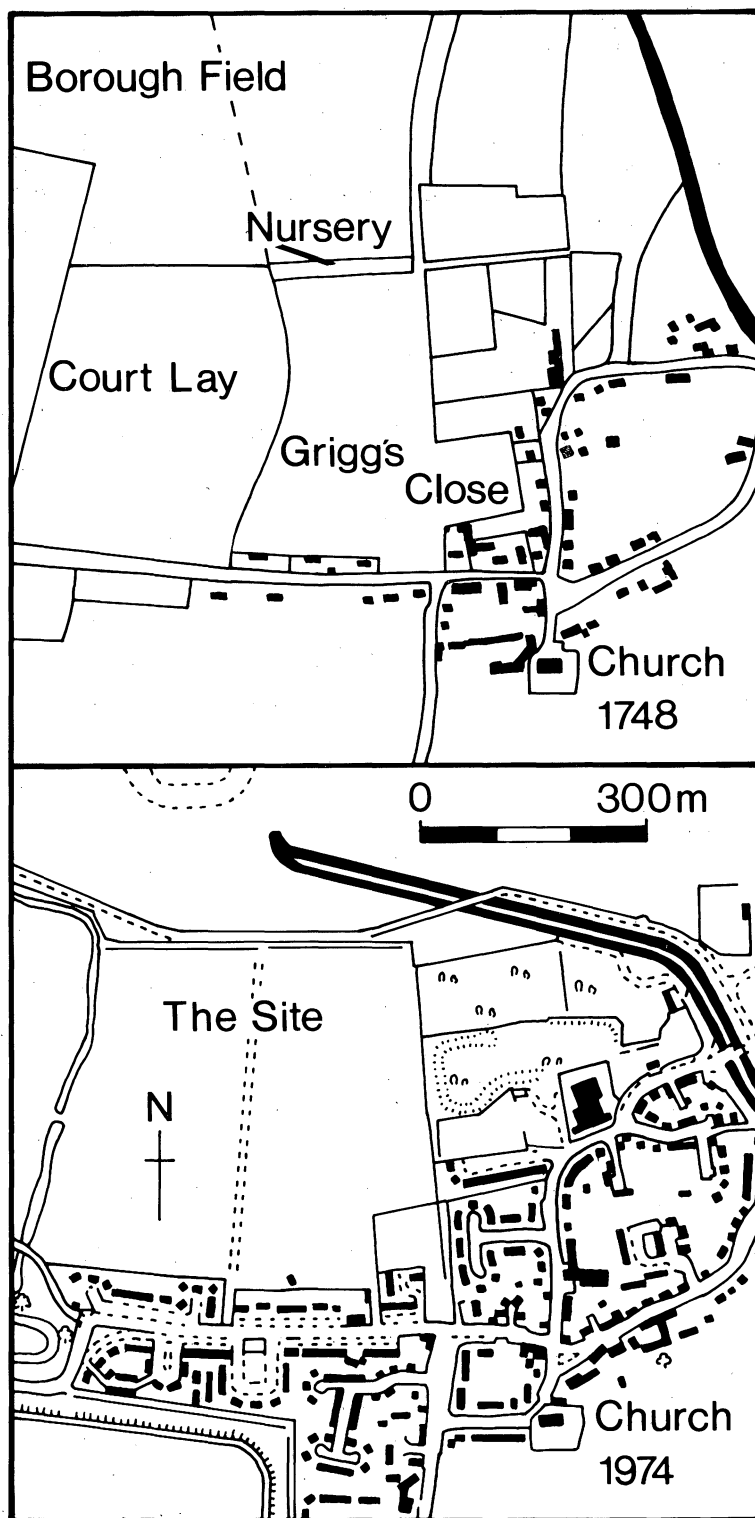 Borough Field
Nursery
Court Lay
Grigg's
Close
Church
1748
0 300m
The Site
N
Church
1974